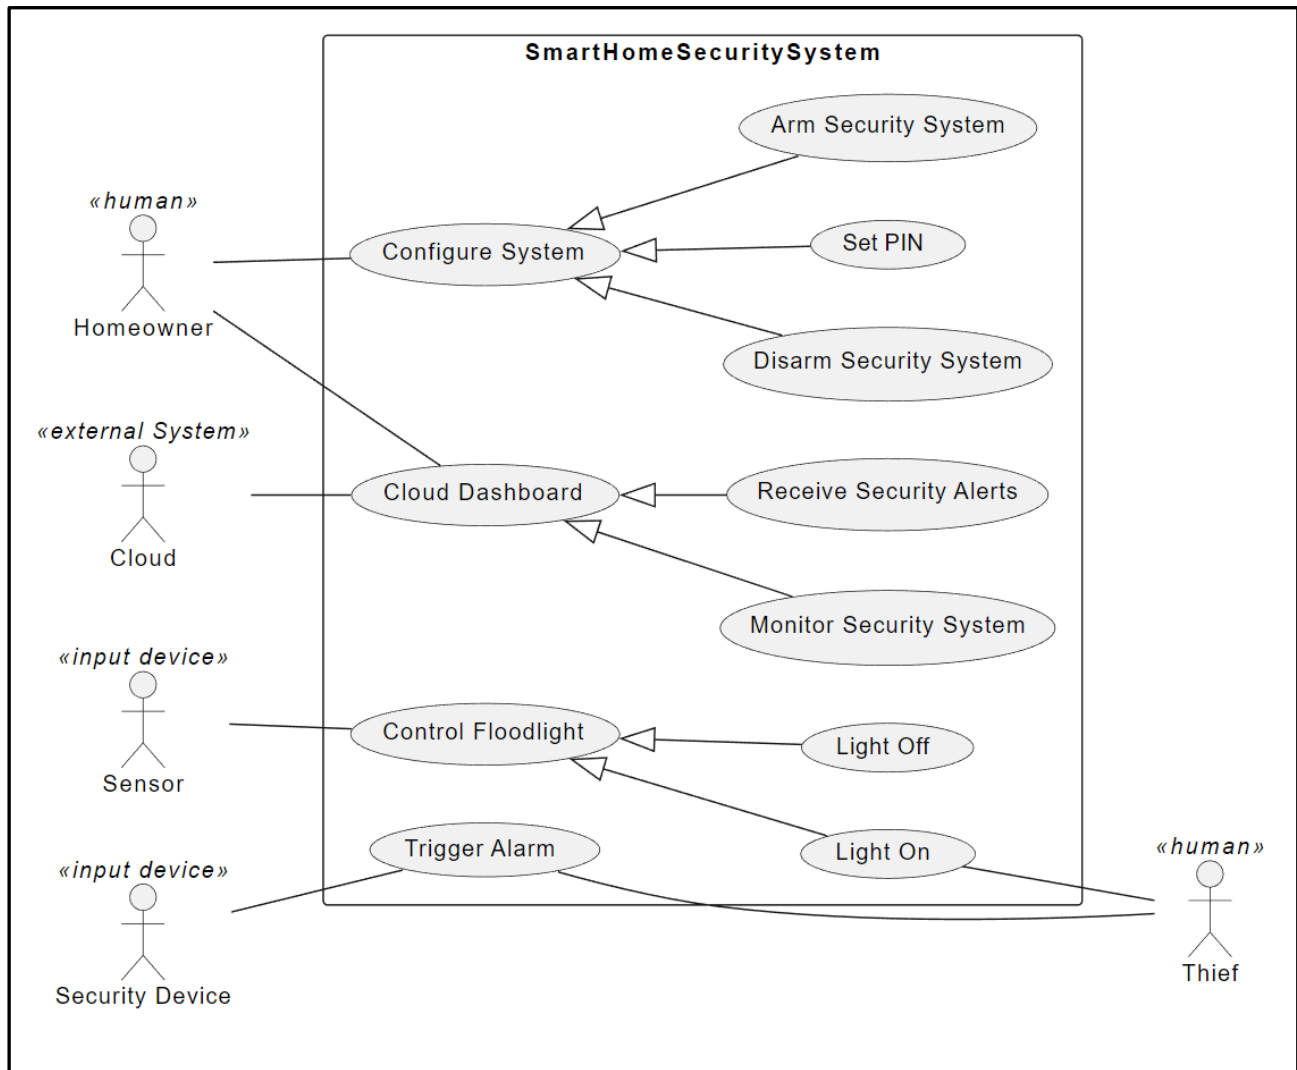 SmartHomeSecuritySystem
Arm Security System
«human»
Homeowner
Configure System
Set PIN
Disarm Security System
«external System»
Cloud
Cloud Dashboard
Receive Security Alerts
Monitor Security System
«input device»
Sensor
Control Floodlight
Light Off
Trigger Alarm
Light On
«human»
Thief
«input device»
Security Device